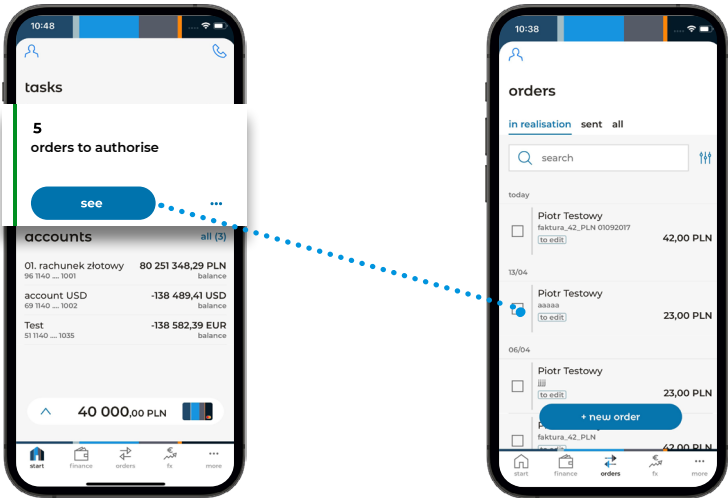 10:48
tasks
5
orders to authorise
see
accounts
all (3)
01. rachunek złotowy 80 251 348,29 PLN
96 1140 .... 1001 balance
account USD -138 489,41 USD
69 1140 .... 1002 balance
Test -138 582,39 EUR
51 1140 .... 1035 balance
40 000,00 PLN
start finance orders fx more
10:38
orders
in realisation sent all
search
today
Piotr Testowy
faktura_42_PLN 01092017
to edit
42,00 PLN
13/04
Piotr Testowy
aaaaa
to edit
23,00 PLN
06/04
Piotr Testowy
to edit
23,00 PLN
+ new order
faktura_42_PLN
42,00 PLN
start finance orders fx more